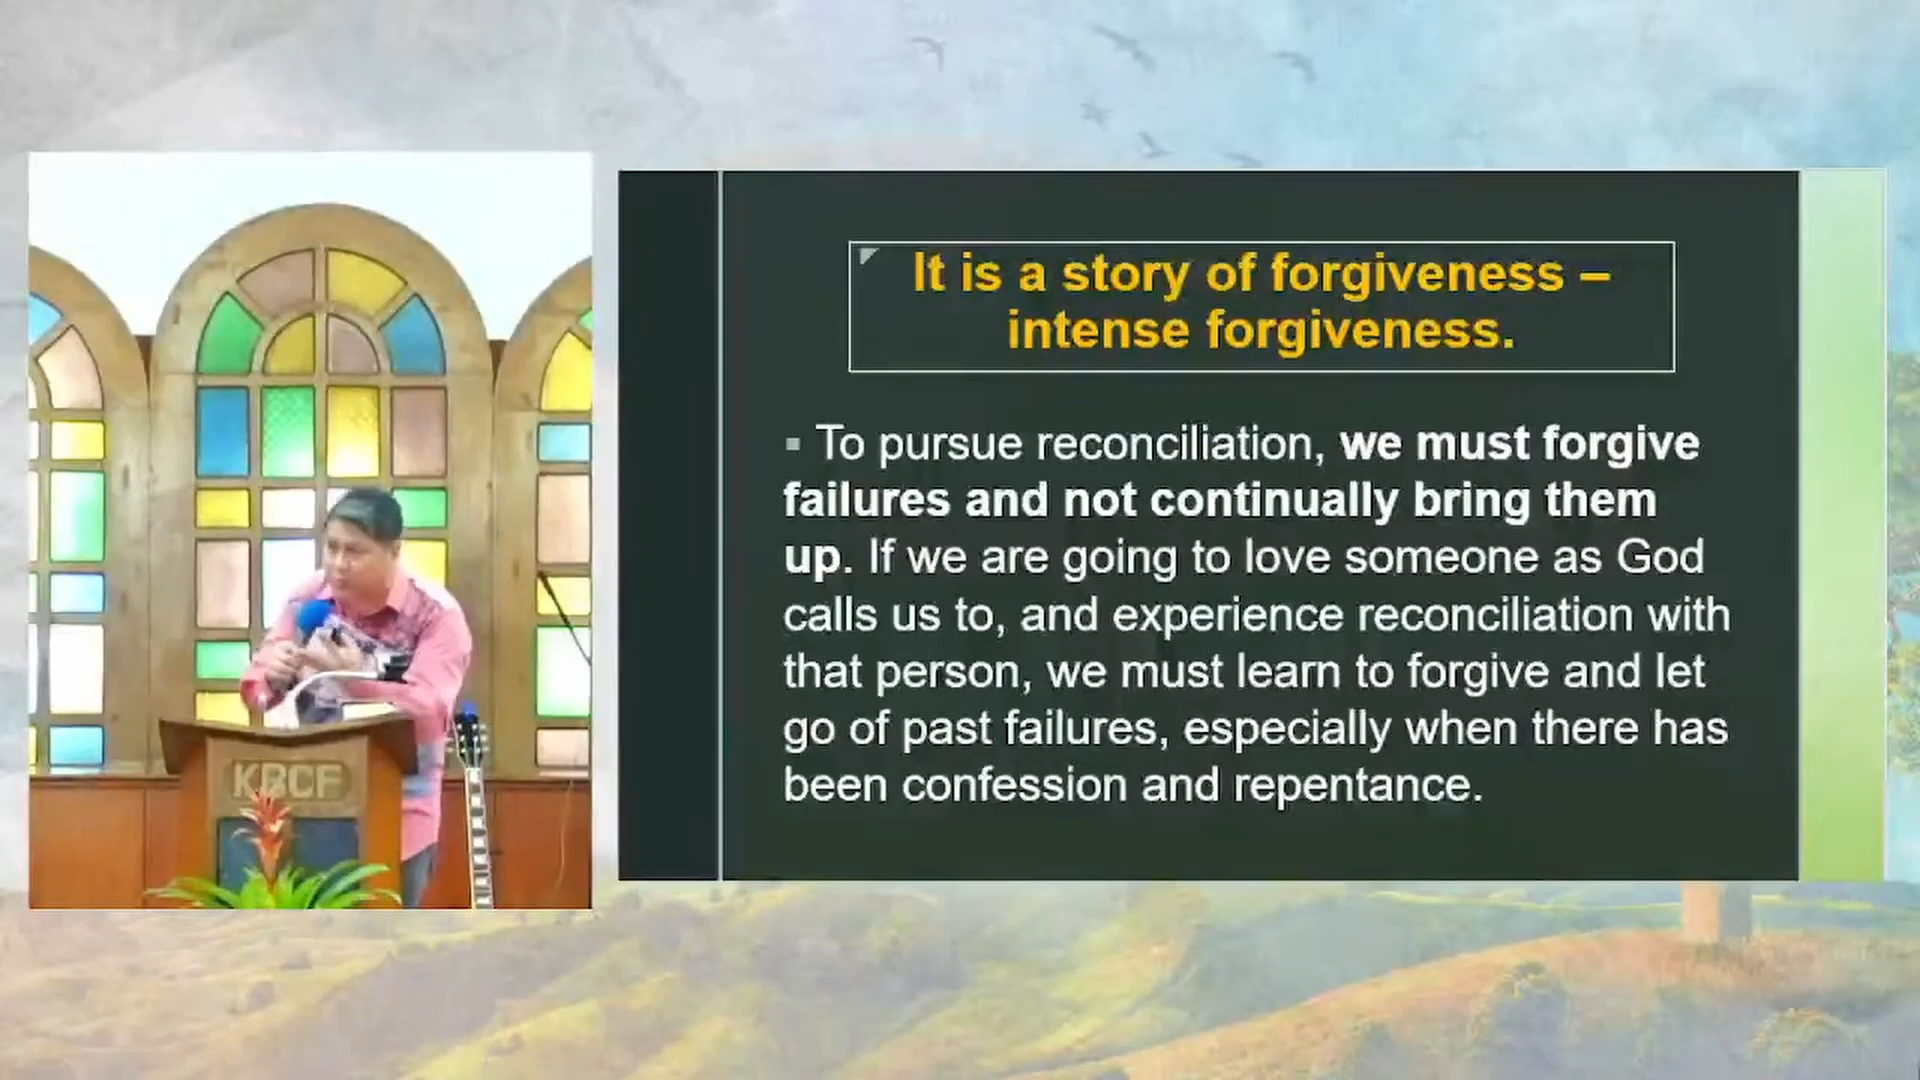 It is a story of forgiveness –
intense forgiveness.
▪ To pursue reconciliation, we must forgive
failures and not continually bring them
up. If we are going to love someone as God
calls us to, and experience reconciliation with
that person, we must learn to forgive and let
go of past failures, especially when there has
been confession and repentance.
KBCF